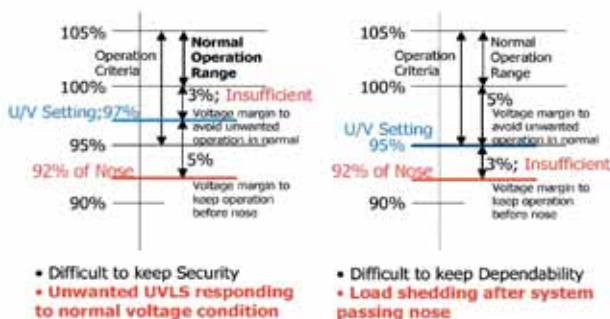 105%
Operation
Criteria
Normal
Operation
Range
100%
3%; Insufficient
U/V Setting;97%
Voltage margin to
avoid unwanted
operation in normal
95%
5%
92% of Nose
Voltage margin to
keep operation
before nose
90%
• Difficult to keep Security
• Unwanted UVLS responding
to normal voltage condition
105%
Operation
Criteria
Normal
Operation
Range
100%
5%
Voltage margin to
avoid unwanted
operation in normal
U/V Setting
95%
3%; Insufficient
92% of Nose
Voltage margin to
keep operation
before nose
90%
• Difficult to keep Dependability
• Load shedding after system
passing nose